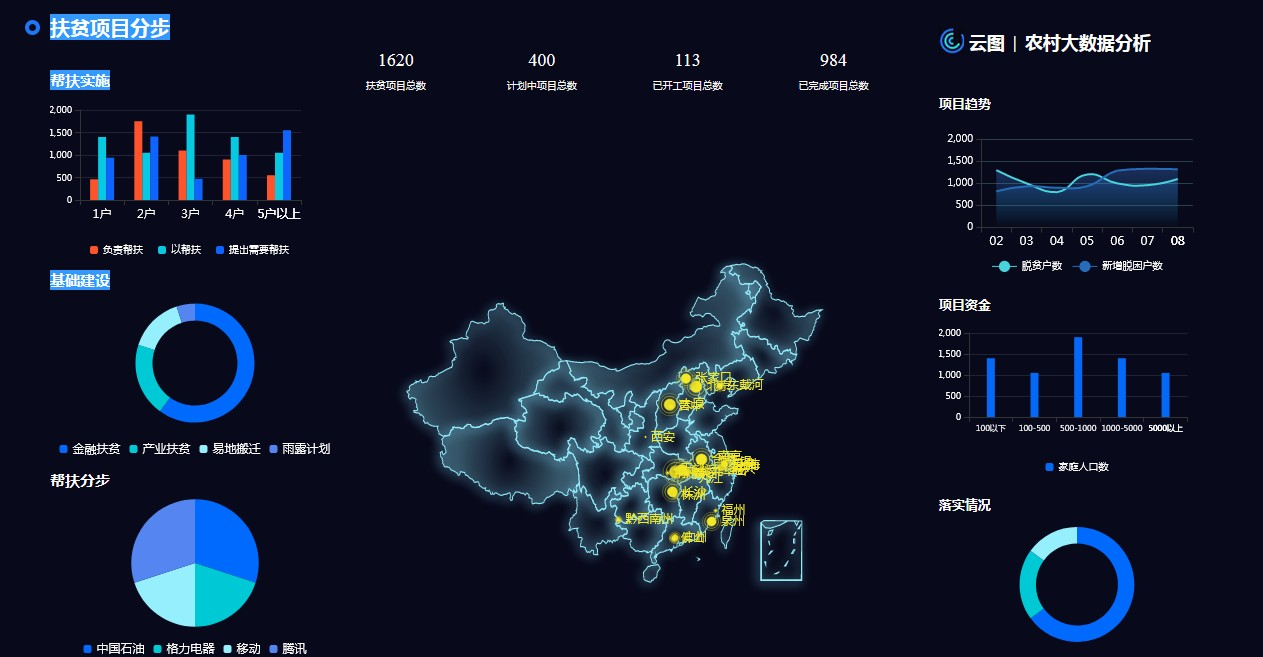 扶贫项目分步
帮扶实施
2,000
1,500
1,000
500
0
1户 2户 3户 4户 5户以上
负责帮扶 以帮扶 提出需要帮扶
基础建设
金融扶贫 产业扶贫 易地搬迁 雨露计划
帮扶分步
中国石油 格力电器 移动 腾讯
1620 400 113 984
扶贫项目总数 计划中项目总数 已开工项目总数 已完成项目总数
张家口
西安
长沙
黔西南州
福州
泉州
佛山
云图 | 农村大数据分析
项目趋势
2,000
1,500
1,000
500
0
02 03 04 05 06 07 08
脱贫户数 新增脱困户数
项目资金
2,000
1,500
1,000
500
0
100以下 100-500 500-1000 1000-5000 5000以上
家庭人口数
落实情况